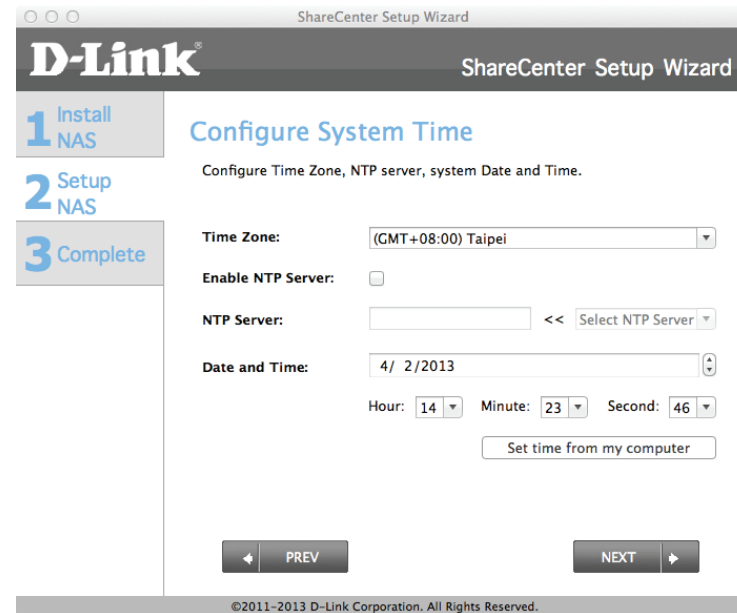 ShareCenter Setup Wizard
D-Link®
ShareCenter Setup Wizard
1 Install
NAS
2 Setup
NAS
3 Complete
Configure System Time
Configure Time Zone, NTP server, system Date and Time.
Time Zone: (GMT+08:00) Taipei
Enable NTP Server:
NTP Server: << Select NTP Server
Date and Time: 4/ 2/2013
Hour: 14 Minute: 23 Second: 46
Set time from my computer
PREV NEXT
©2011-2013 D-Link Corporation. All Rights Reserved.